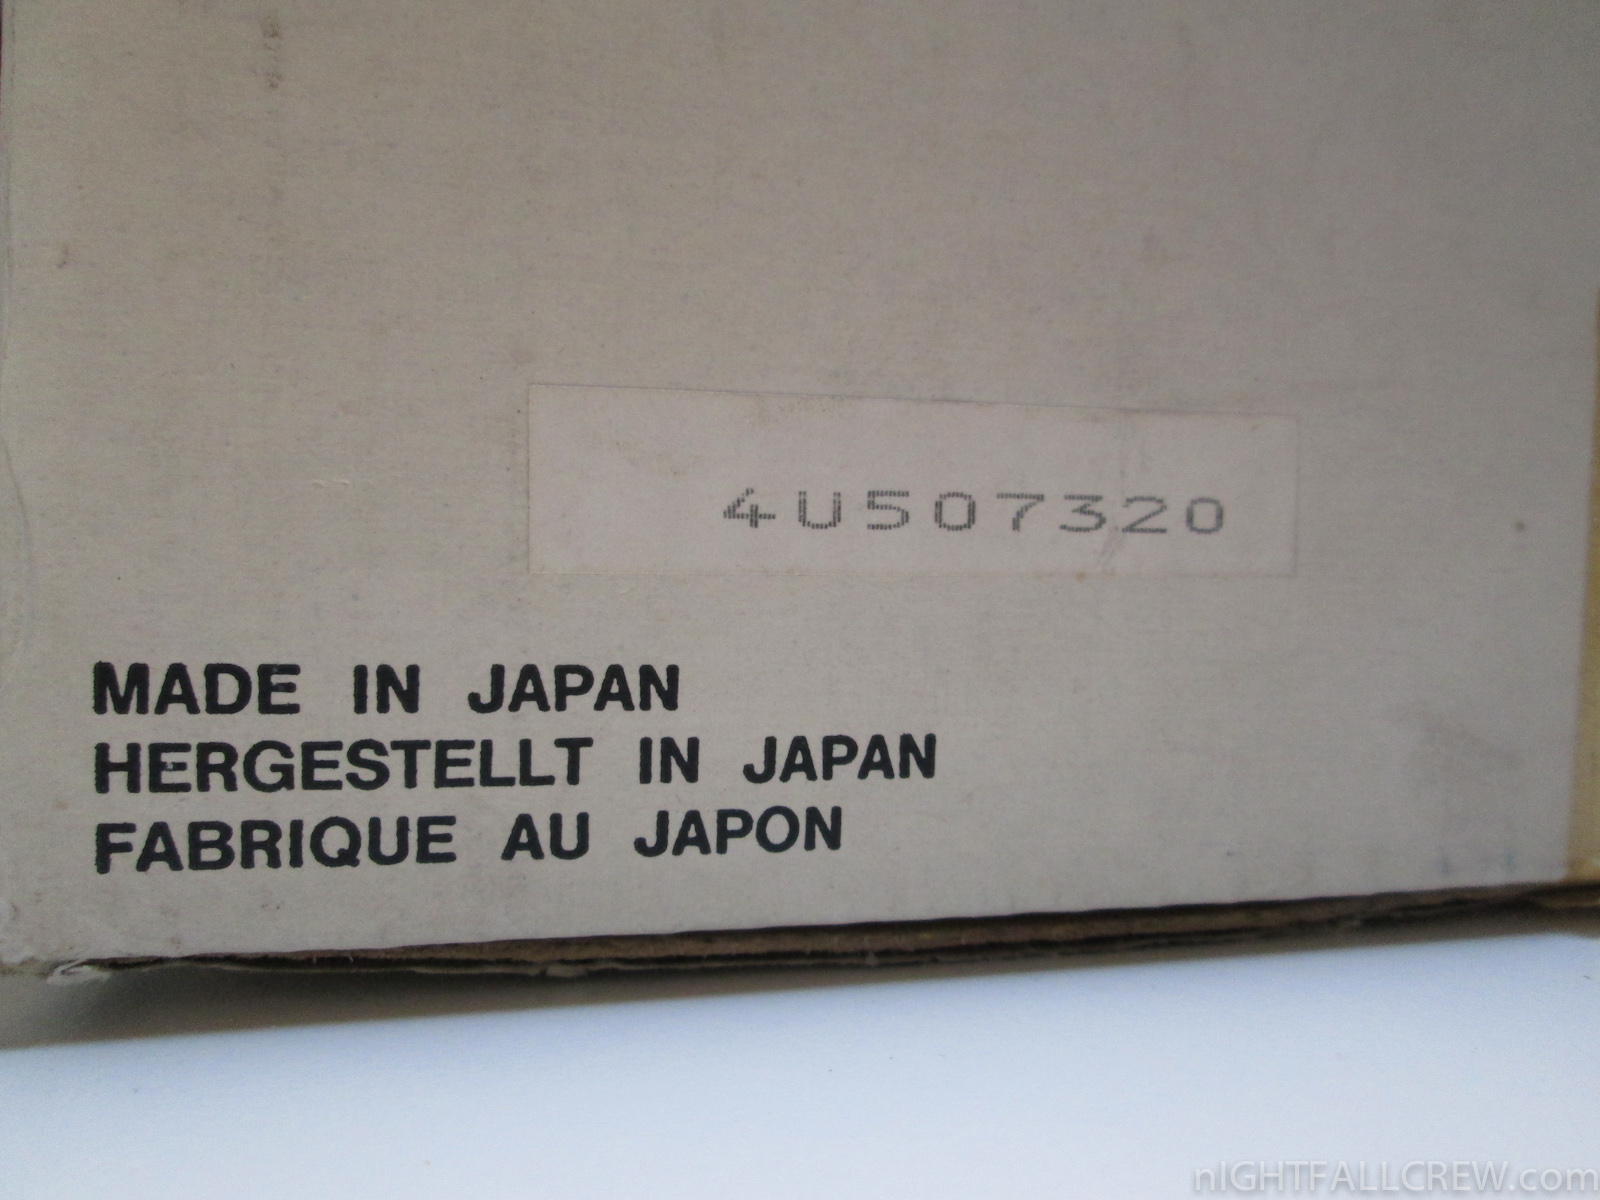 4U507320
MADE IN JAPAN
HERGESTELLT IN JAPAN
FABRIQUE AU JAPON
nIGHTFALLCREW.com